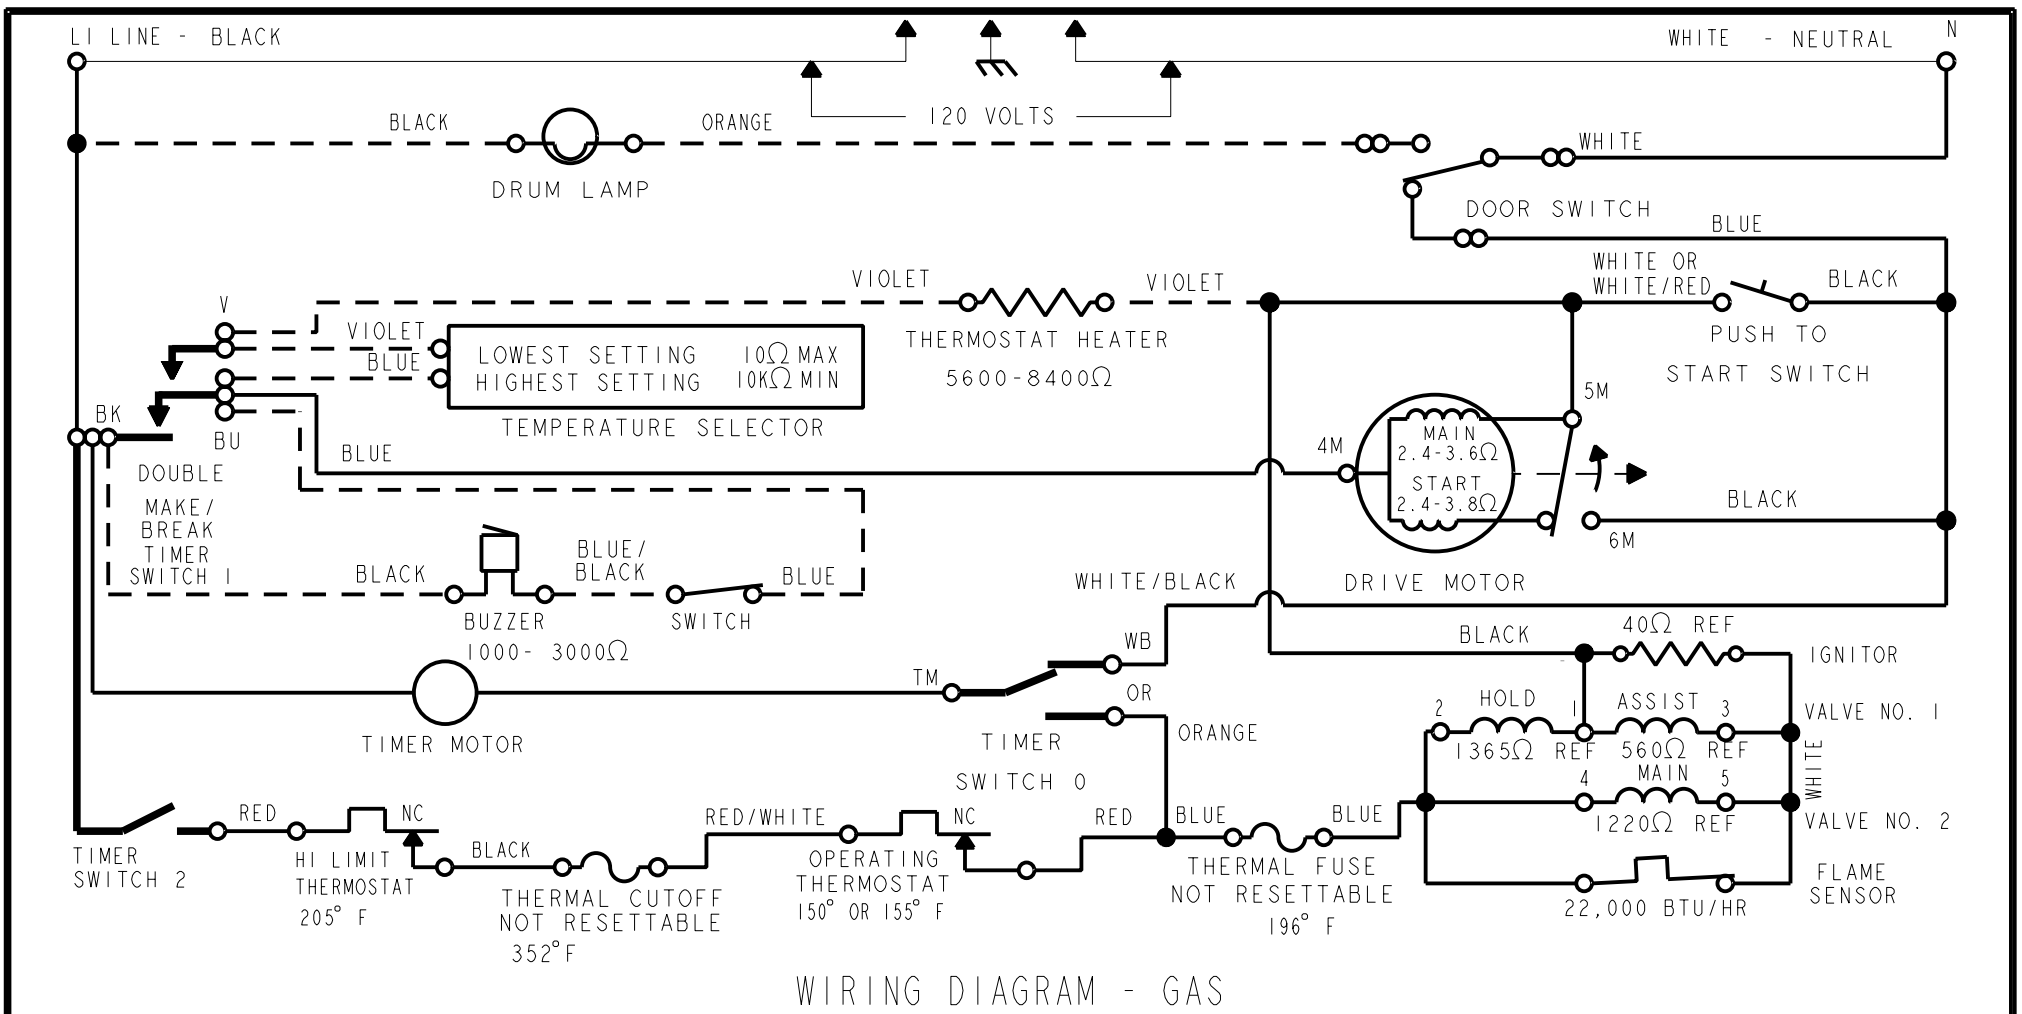 LI LINE - BLACK
WHITE - NEUTRAL
N
120 VOLTS
BLACK
ORANGE
WHITE
DRUM LAMP
DOOR SWITCH
BLUE
V
VIOLET
VIOLET
WHITE OR
WHITE/RED
BLACK
VIOLET
BLUE
LOWEST SETTING 10Ω MAX
HIGHEST SETTING 10KΩ MIN
THERMOSTAT HEATER
5600-8400Ω
PUSH TO
START SWITCH
BK
BU
TEMPERATURE SELECTOR
5M
4M
MAIN
2.4-3.6Ω
START
2.4-3.8Ω
BLUE
DOUBLE
MAKE/
BREAK
TIMER
SWITCH 1
BLACK
6M
BLACK
BLUE/
BLACK
BLUE
WHITE/BLACK
DRIVE MOTOR
BUZZER
1000- 3000Ω
SWITCH
WB
BLACK
40Ω REF
IGNITOR
TM
OR
HOLD
ASSIST
2
1
3
VALVE NO. 1
TIMER MOTOR
TIMER
SWITCH 0
ORANGE
1365Ω REF
560Ω REF
WHITE
4
MAIN
5
RED
NC
RED/WHITE
NC
RED
BLUE
BLUE
1220Ω REF
VALVE NO. 2
TIMER
SWITCH 2
HI LIMIT
THERMOSTAT
205° F
BLACK
THERMAL CUTOFF
NOT RESETTABLE
352°F
OPERATING
THERMOSTAT
150° OR 155° F
THERMAL FUSE
NOT RESETTABLE
196° F
22,000 BTU/HR
FLAME
SENSOR
WIRING DIAGRAM - GAS